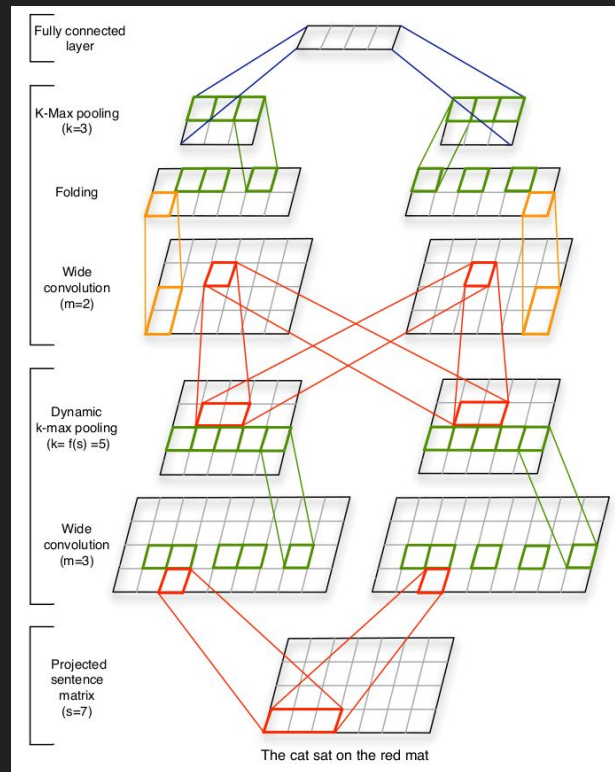 Fully connected
layer
K-Max pooling
(k=3)
Folding
Wide
convolution
(m=2)
Dynamic
k-max pooling
(k= f(s) =5)
Wide
convolution
(m=3)
Projected
sentence
matrix
(s=7)
The cat sat on the red mat